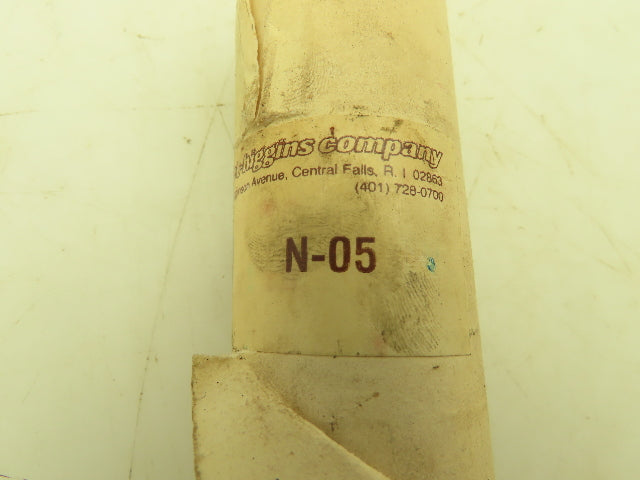 higgins company
Avenue, Central Falls, R. I 02863
(401) 728-0700
N-05